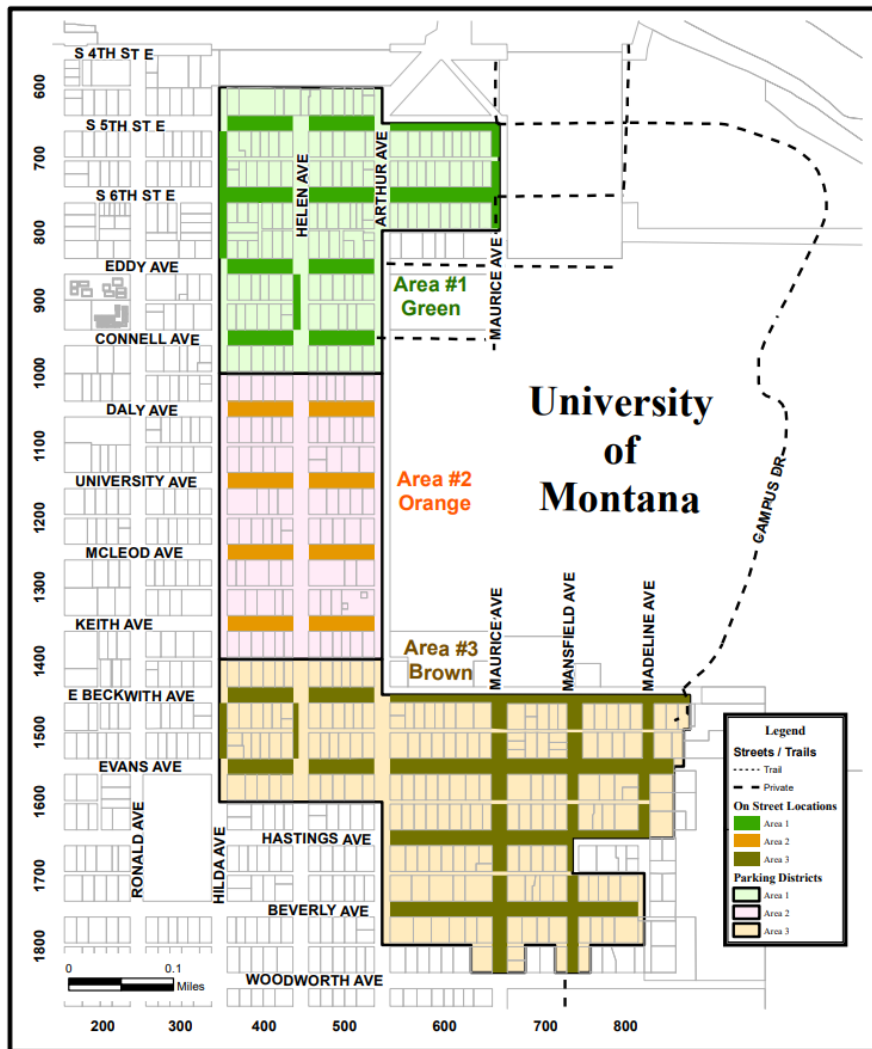 S 4TH ST E
600
S 5TH ST E
700
HELEN AVE
ARTHUR AVE
S 6TH ST E
800
MAURICE AVE
EDDY AVE
900
Area #1
Green
CONNELL AVE
1000
DALY AVE
University
of
Montana
1100
UNIVERSITY AVE
Area #2
Orange
CAMPUS DR
1200
MCLEOD AVE
1300
KEITH AVE
MAURICE AVE
MANSFIELD AVE
MADELINE AVE
1400
Area #3
Brown
E BECKWITH AVE
1500
EVANS AVE
1600
HASTINGS AVE
RONALD AVE
HILDA AVE
1700
BEVERLY AVE
1800
WOODWORTH AVE
0
0.1
Miles
200
300
400
500
600
700
800
Legend
Streets / Trails
Trail
Private
On Street Locations
Area 1
Area 2
Area 3
Parking Districts
Area 1
Area 2
Area 3